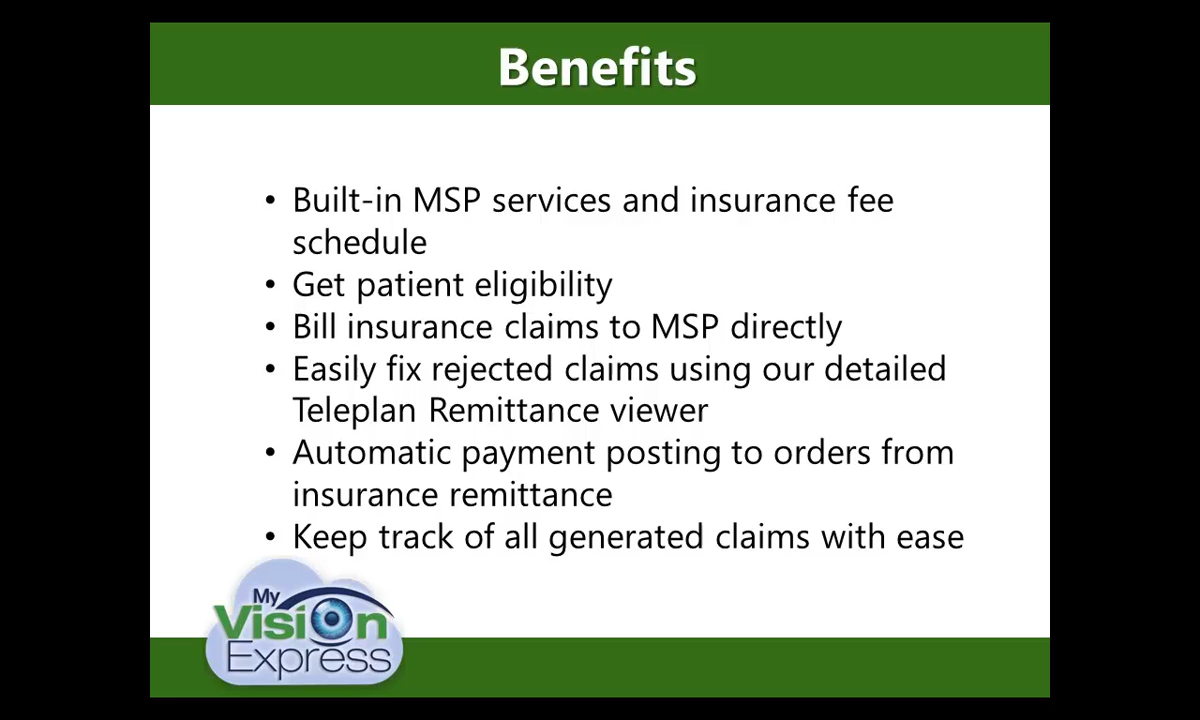 Benefits
• Built-in MSP services and insurance fee
schedule
• Get patient eligibility
• Bill insurance claims to MSP directly
• Easily fix rejected claims using our detailed
Teleplan Remittance viewer
• Automatic payment posting to orders from
insurance remittance
• Keep track of all generated claims with ease
My
Vision
Express